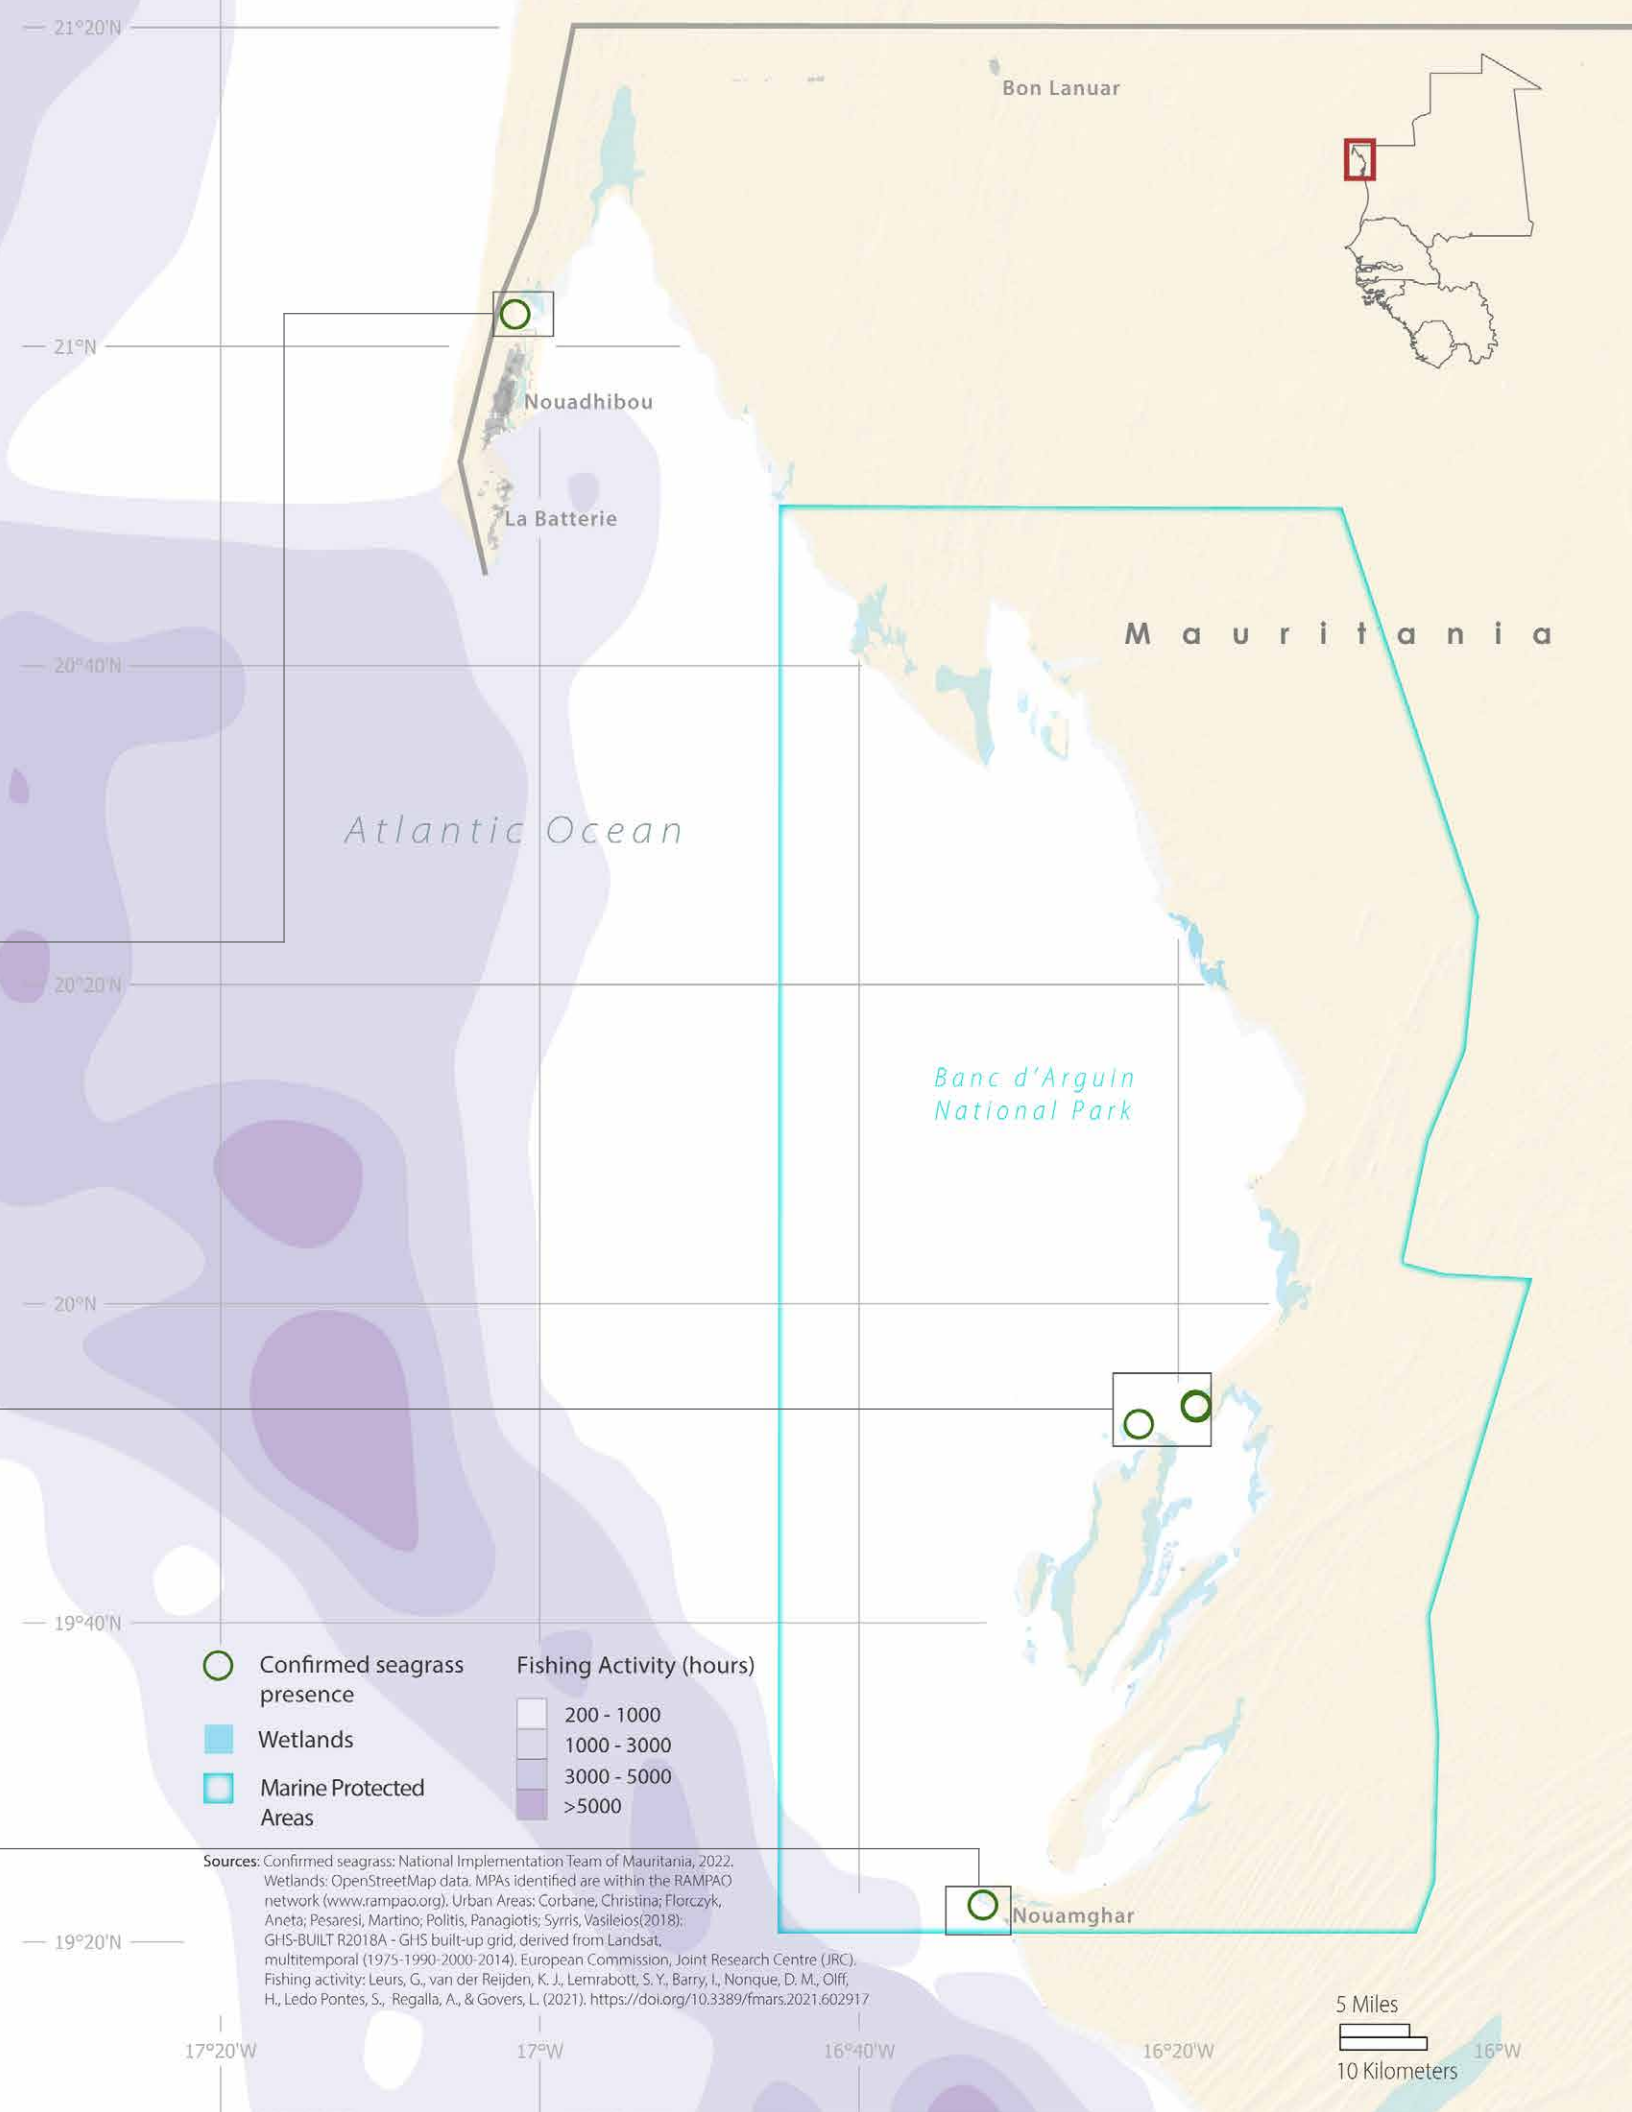 21°20'N
Bon Lanuar
21°N
Nouadhibou
La Batterie
Mauritania
20°40'N
Atlantic Ocean
20°20'N
Banc d'Arguin
National Park
20°N
19°40'N
Confirmed seagrass
presence
Wetlands
Marine Protected
Areas
Fishing Activity (hours)
200 - 1000
1000 - 3000
3000 - 5000
>5000
Sources: Confirmed seagrass: National Implementation Team of Mauritania, 2022.
Wetlands: OpenStreetMap data. MPAs identified are within the RAMPAO
network (www.rampao.org). Urban Areas: Corbane, Christina; Florczyk,
Aneta; Pesaresi, Martino; Politis, Panagiotis; Syrris, Vasileios(2018):
GHS-BUILT R2018A - GHS built-up grid, derived from Landsat,
multitemporal (1975-1990-2000-2014). European Commission, Joint Research Centre (JRC).
Fishing activity: Leurs, G., van der Reijden, K. J., Lemrabott, S. Y., Barry, I., Nonque, D. M., Olff,
H., Ledo Pontes, S., Regalla, A., & Govers, L. (2021). https://doi.org/10.3389/fmars.2021.602917
Nouamghar
19°20'N
5 Miles
10 Kilometers
17°20'W
17°W
16°40'W
16°20'W
16°W